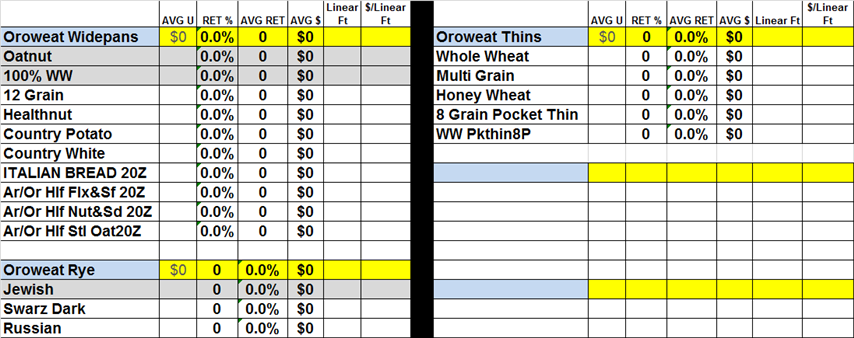 AVG U RET % AVG RET AVG $ Linear Ft $/Linear Ft
Oroweat Widepans $0 0.0% 0 $0
Oatnut 0.0% 0 $0
100% WW 0.0% 0 $0
12 Grain 0.0% 0 $0
Healthnut 0.0% 0 $0
Country Potato 0.0% 0 $0
Country White 0.0% 0 $0
ITALIAN BREAD 20Z 0.0% 0 $0
Ar/Or Hlf Flx&Sf 20Z 0.0% 0 $0
Ar/Or Hlf Nut&Sd 20Z 0.0% 0 $0
Ar/Or Hlf Stl Oat20Z 0.0% 0 $0
Oroweat Rye $0 0 0.0% $0
Jewish 0 0.0% $0
Swarz Dark 0 0.0% $0
Russian 0 0.0% $0
AVG U RET % AVG RET AVG $ Linear Ft $/Linear Ft
Oroweat Thins $0 0 0.0% $0
Whole Wheat 0 0.0% $0
Multi Grain 0 0.0% $0
Honey Wheat 0 0.0% $0
8 Grain Pocket Thin 0 0.0% $0
WW Pkthin8P 0 0.0% $0